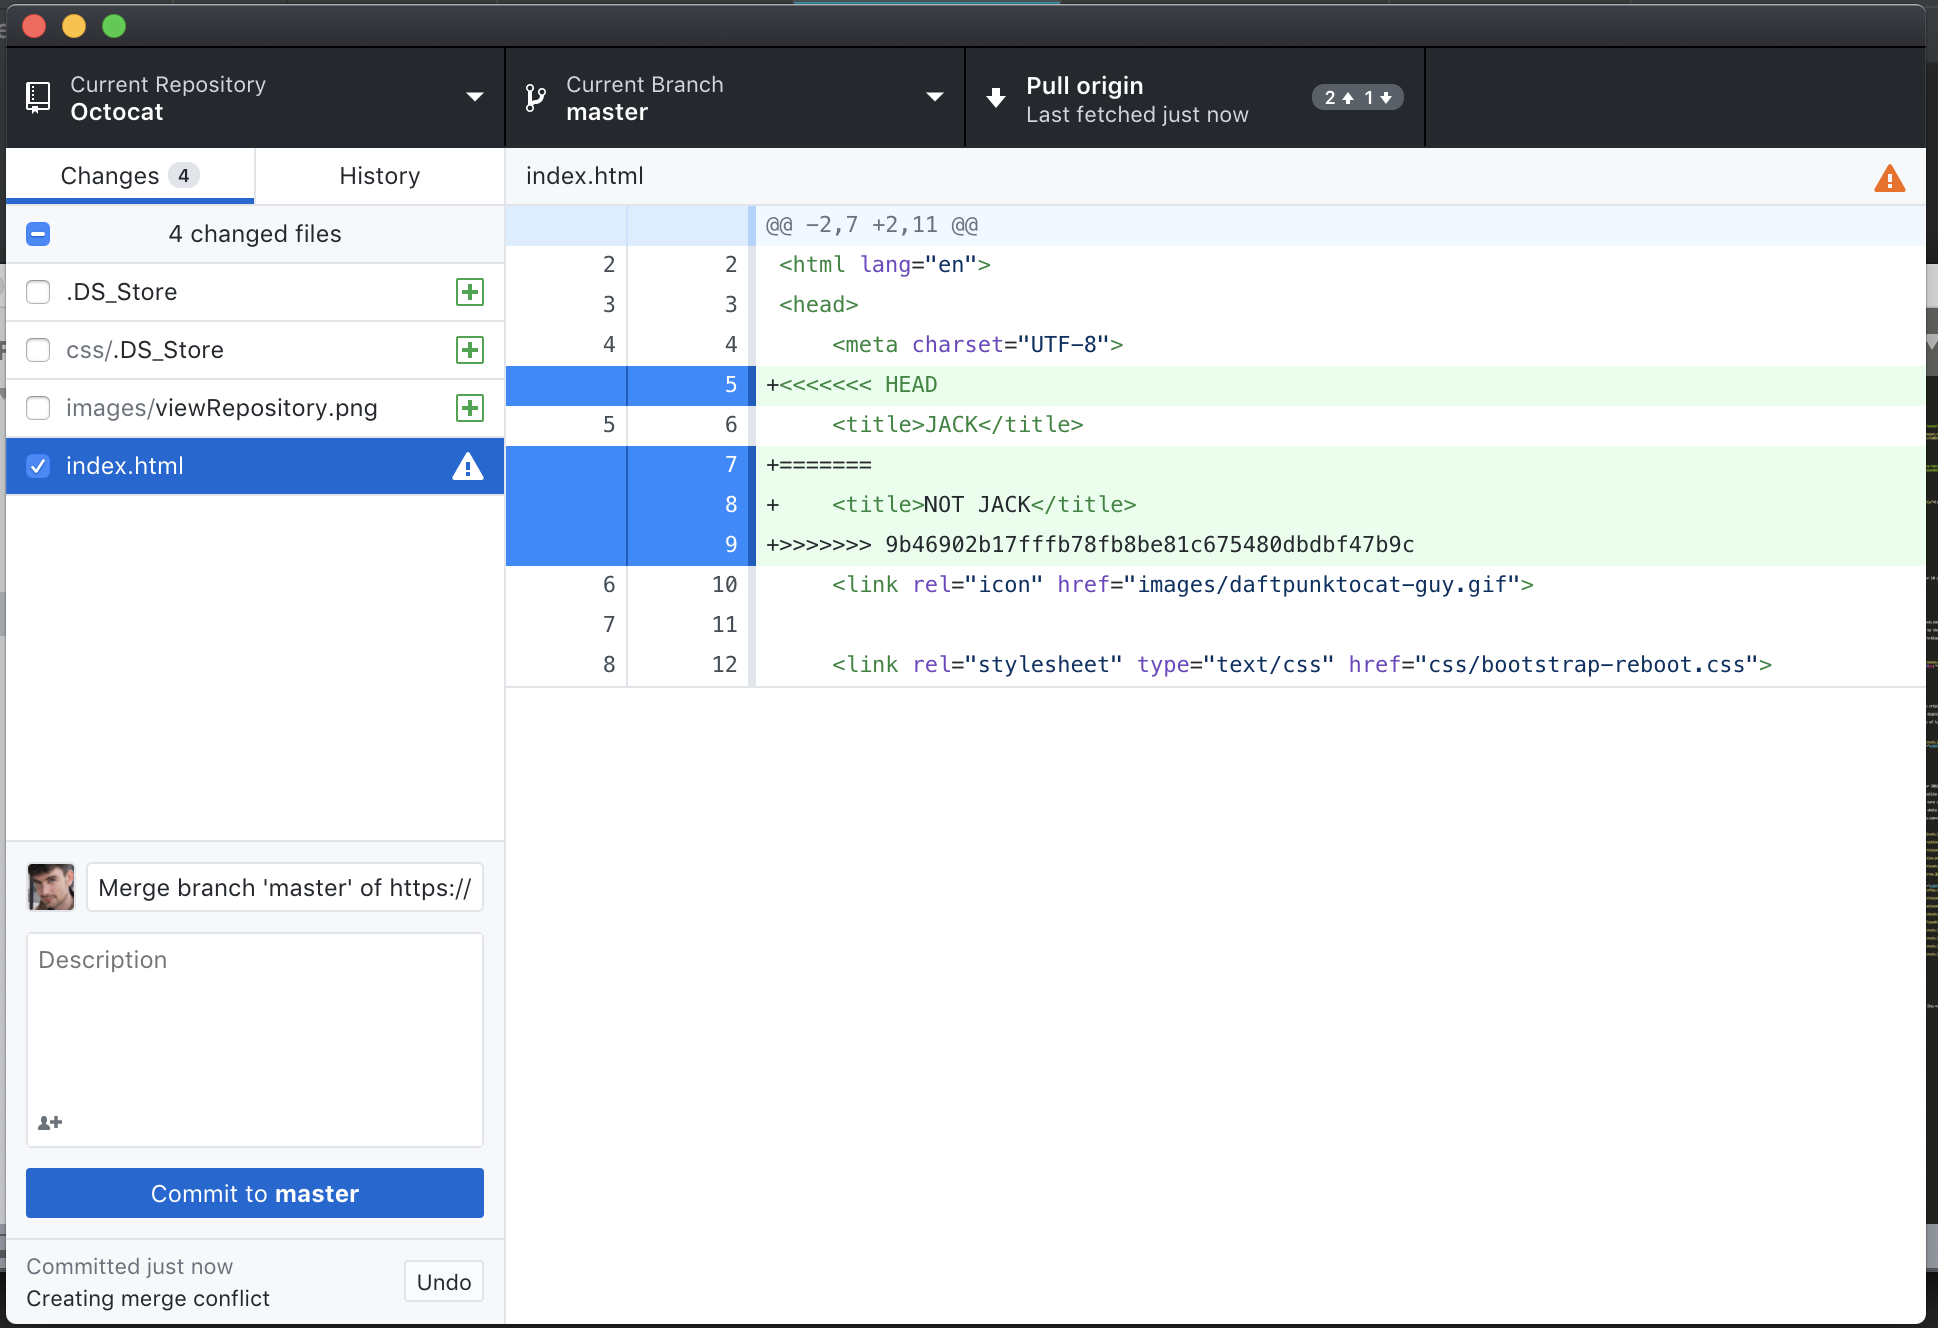 Current Repository
Octocat
Current Branch
master
Pull origin
Last fetched just now
2 1
Changes 4
History
index.html
4 changed files
.DS_Store
css/.DS_Store
images/viewRepository.png
index.html
@@ -2,7 +2,11 @@
2 2 <html lang="en">
3 3 <head>
4 4 <meta charset="UTF-8">
5 +<<<<<<< HEAD
5 6 <title>JACK</title>
7 +=======
8 + <title>NOT JACK</title>
9 +>>>>>>> 9b46902b17fffb78fb8be81c675480dbdbf47b9c
6 10 <link rel="icon" href="images/daftpunktocat-guy.gif">
7 11
8 12 <link rel="stylesheet" type="text/css" href="css/bootstrap-reboot.css">
Merge branch 'master' of https://
Description
Commit to master
Committed just now
Creating merge conflict
Undo